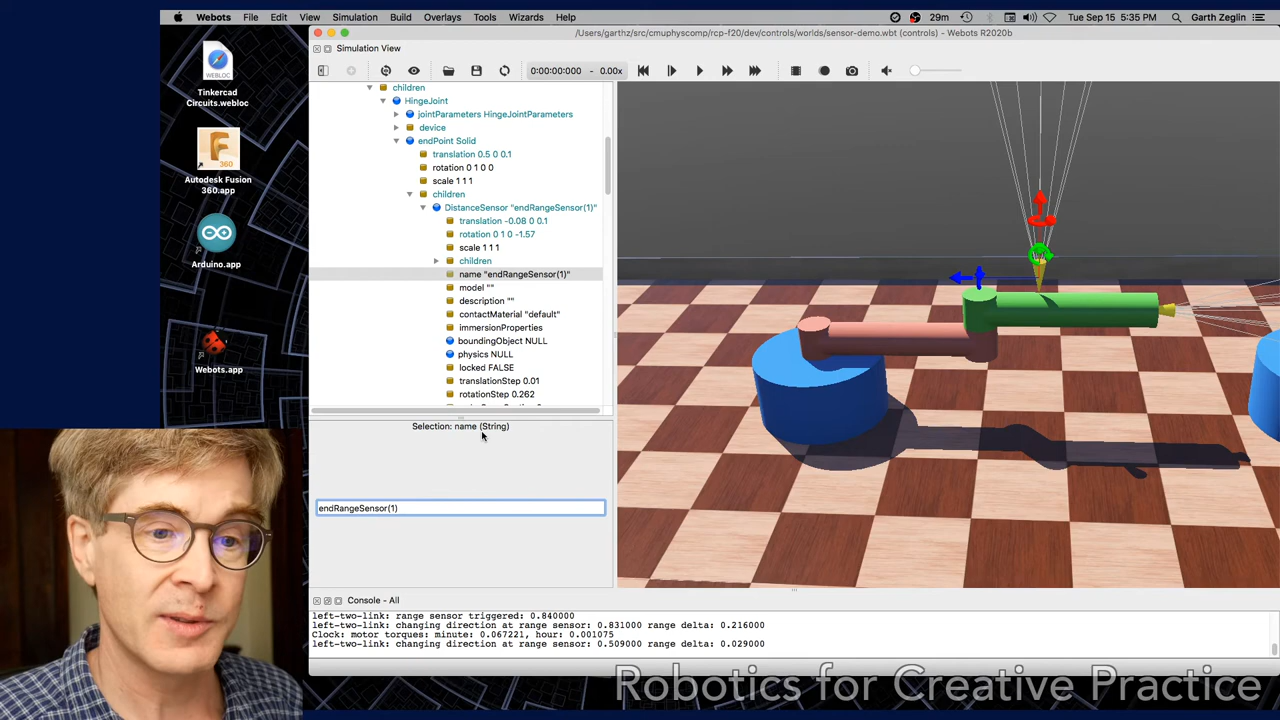 Webots File Edit View Simulation Build Overlays Tools Wizards Help 29m Tue Sep 15 5:35 PM Garth Zeglin
/Users/garthz/src/cmuphyscomp/rcp-f20/dev/controls/worlds/sensor-demo.wbt (controls) - Webots R2020b
Simulation View
0:00:00:000 - 0.00x
Tinkercad
Circuits.webloc
WEBLOC
Autodesk Fusion
360.app
360
Arduino.app
Webots.app
children
HingeJoint
jointParameters HingeJointParameters
device
endPoint Solid
translation 0.5 0 0.1
rotation 0 1 0 0
scale 1 1 1
children
DistanceSensor "endRangeSensor(1)"
translation -0.08 0 0.1
rotation 0 1 0 -1.57
scale 1 1 1
children
name "endRangeSensor(1)"
model ""
description ""
contactMaterial "default"
immersionProperties
boundingObject NULL
physics NULL
locked FALSE
translationStep 0.01
rotationStep 0.262
Selection: name (String)
endRangeSensor(1)
Console - All
left-two-link: range sensor triggered: 0.840000
left-two-link: changing direction at range sensor: 0.831000 range delta: 0.216000
Clock: motor torques: minute: 0.067221, hour: 0.001075
left-two-link: changing direction at range sensor: 0.509000 range delta: 0.029000
Robotics for Creative Practice